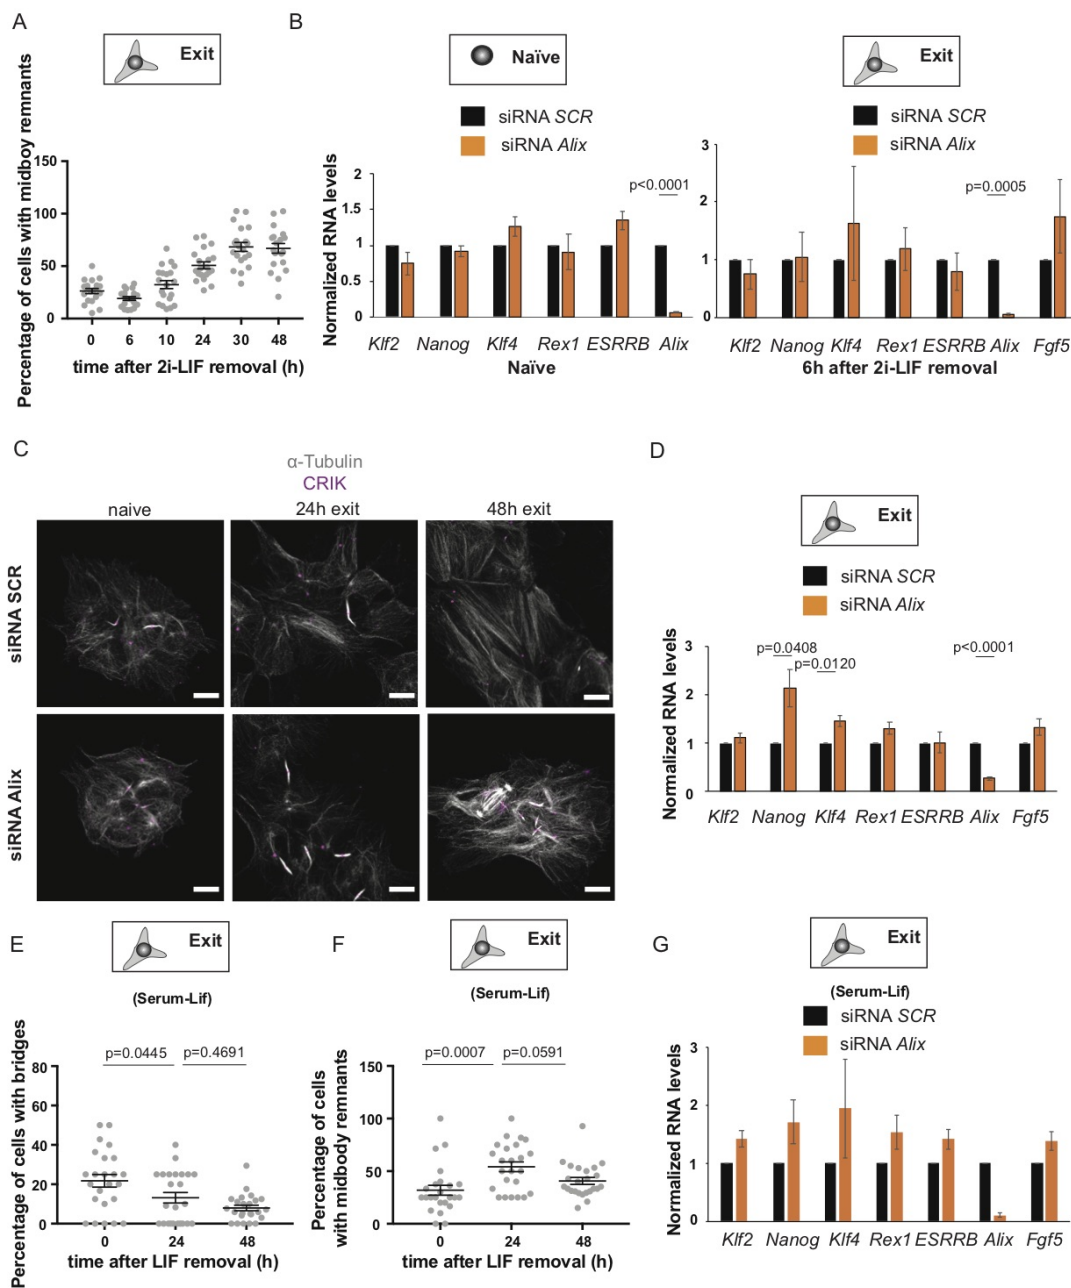 A
Exit
Percentage of cells with midboy remnants
150
100
50
0
0 6 10 24 30 48
time after 2i-LIF removal (h)
B
Naïve
siRNA SCR
siRNA Alix
Normalized RNA levels
2
1.5
1
0.5
0
p<0.0001
Klf2 Nanog Klf4 Rex1 ESRRB Alix
Naïve
Exit
siRNA SCR
siRNA Alix
3
2
1
0
p=0.0005
Klf2 Nanog Klf4 Rex1 ESRRB Alix Fgf5
6h after 2i-LIF removal
C
α-Tubulin
CRIK
naive 24h exit 48h exit
siRNA SCR
siRNA Alix
D
Exit
siRNA SCR
siRNA Alix
Normalized RNA levels
3
2
1
0
p=0.0408
p=0.0120
p<0.0001
Klf2 Nanog Klf4 Rex1 ESRRB Alix Fgf5
E
Exit
(Serum-Lif)
Percentage of cells with bridges
p=0.0445 p=0.4691
80
60
40
20
0
0 24 48
time after LIF removal (h)
F
Exit
(Serum-Lif)
Percentage of cells
with midbody remnants
p=0.0007 p=0.0591
150
100
50
0
0 24 48
time after LIF removal (h)
G
Exit
(Serum-Lif)
siRNA SCR
siRNA Alix
Normalized RNA levels
3
2
1
0
Klf2 Nanog Klf4 Rex1 ESRRB Alix Fgf5